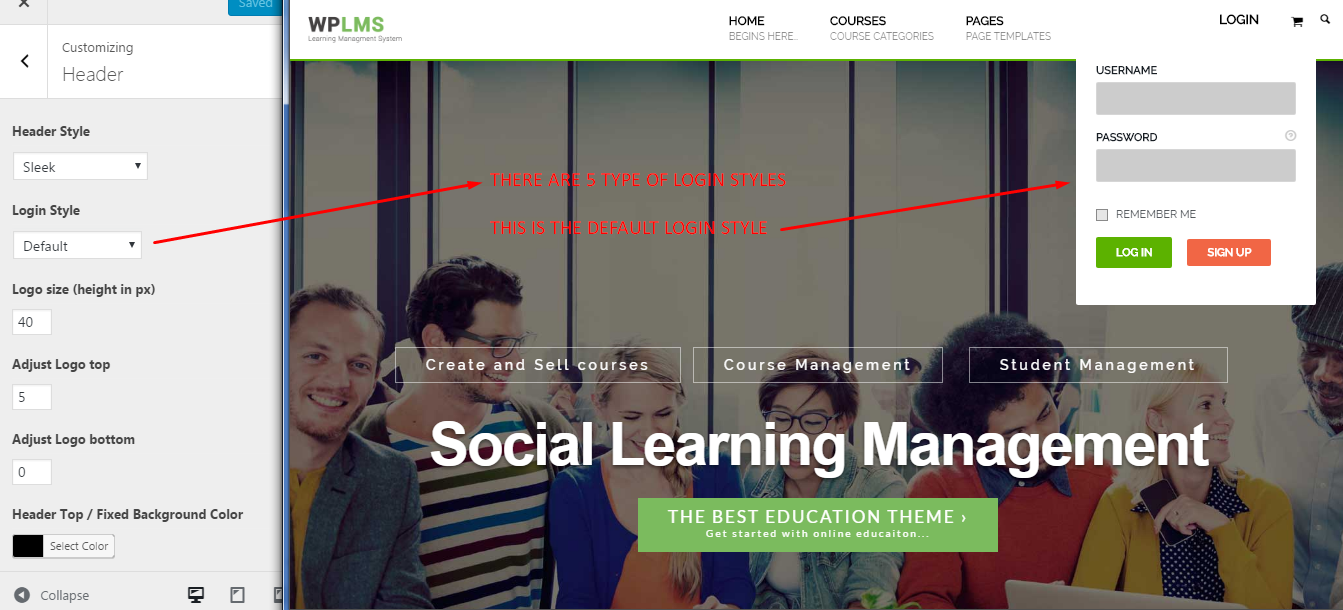 Saved
Customizing
Header
Header Style
Sleek
Login Style
Default
Logo size (height in px)
40
Adjust Logo top
5
Adjust Logo bottom
0
Header Top / Fixed Background Color
Select Color
Collapse
WPLMS
Learning Managment System
HOME
BEGINS HERE..
COURSES
COURSE CATEGORIES
PAGES
PAGE TEMPLATES
LOGIN
USERNAME
PASSWORD
?
REMEMBER ME
LOG IN
SIGN UP
THERE ARE 5 TYPE OF LOGIN STYLES
THIS IS THE DEFAULT LOGIN STYLE
Create and Sell courses
Course Management
Student Management
Social Learning Management
THE BEST EDUCATION THEME ›
Get started with online educaiton...